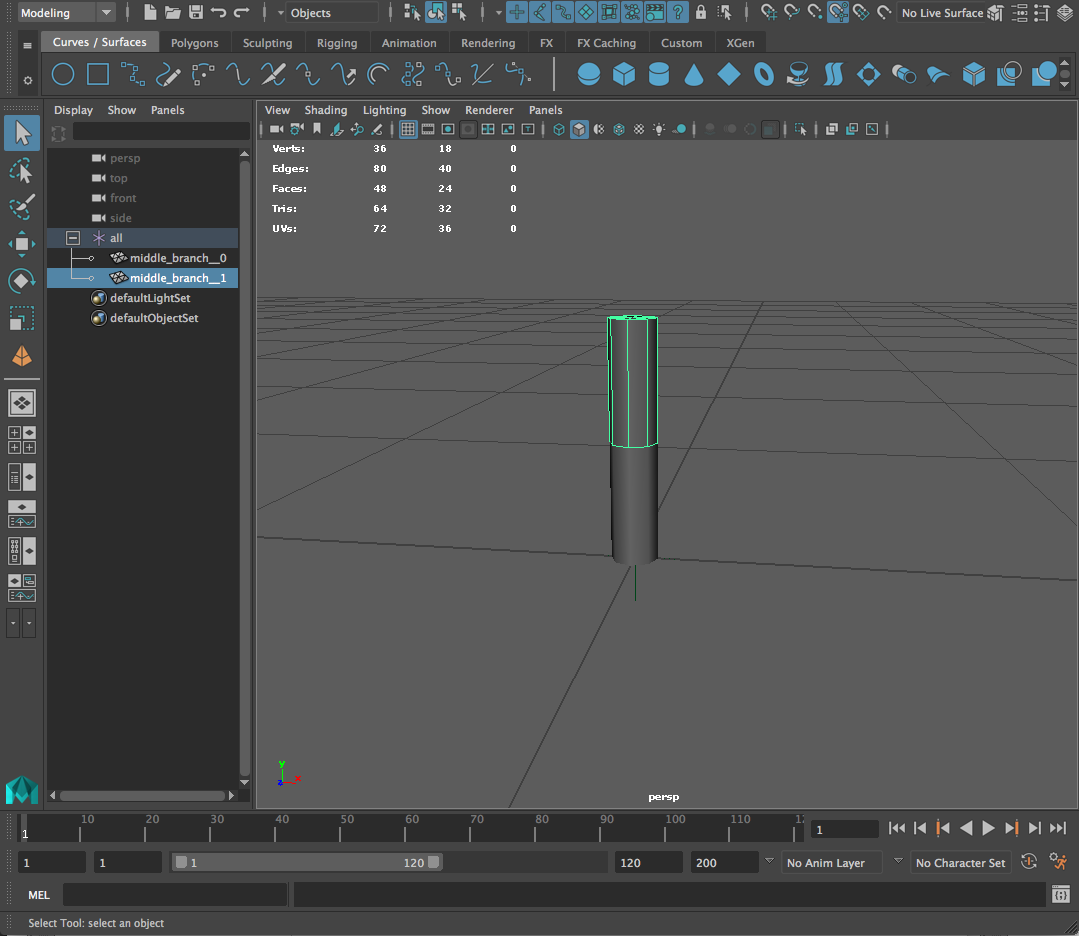 Modeling Objects No Live Surface
Curves / Surfaces Polygons Sculpting Rigging Animation Rendering FX FX Caching Custom XGen
Display Show Panels
View Shading Lighting Show Renderer Panels
persp
top
front
side
all
middle_branch__0
middle_branch__1
defaultLightSet
defaultObjectSet
Verts: 36 18 0
Edges: 80 40 0
Faces: 48 24 0
Tris: 64 32 0
UVs: 72 36 0
y
x
z
persp
1 10 20 30 40 50 60 70 80 90 100 110 1
1 1 1 120 120 200 No Anim Layer No Character Set
MEL
Select Tool: select an object